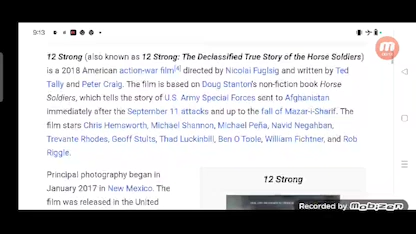 9:13
12 Strong (also known as 12 Strong: The Declassified True Story of the Horse Soldiers)
is a 2018 American action-war film[4] directed by Nicolai Fuglsig and written by Ted
Tally and Peter Craig. The film is based on Doug Stanton's non-fiction book Horse
Soldiers, which tells the story of U.S. Army Special Forces sent to Afghanistan
immediately after the September 11 attacks and up to the fall of Mazar-i-Sharif. The
film stars Chris Hemsworth, Michael Shannon, Michael Peña, Navid Negahban,
Trevante Rhodes, Geoff Stults, Thad Luckinbill, Ben O'Toole, William Fichtner, and Rob
Riggle.
Principal photography began in
January 2017 in New Mexico. The
film was released in the United
12 Strong
Recorded by Mobizen